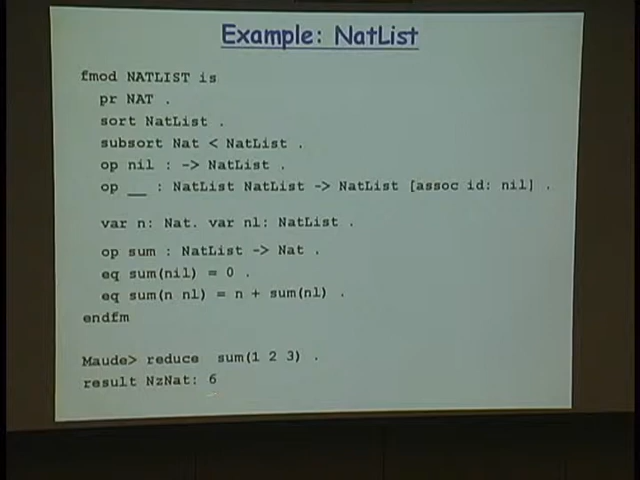 Example: NatList
fmod NATLIST is
pr NAT .
sort NatList .
subsort Nat < NatList .
op nil : -> NatList .
op __ : NatList NatList -> NatList [assoc id: nil] .
var n: Nat. var nl: NatList .
op sum : NatList -> Nat .
eq sum(nil) = 0 .
eq sum(n nl) = n + sum(nl) .
endfm
Maude> reduce sum(1 2 3) .
result NzNat: 6